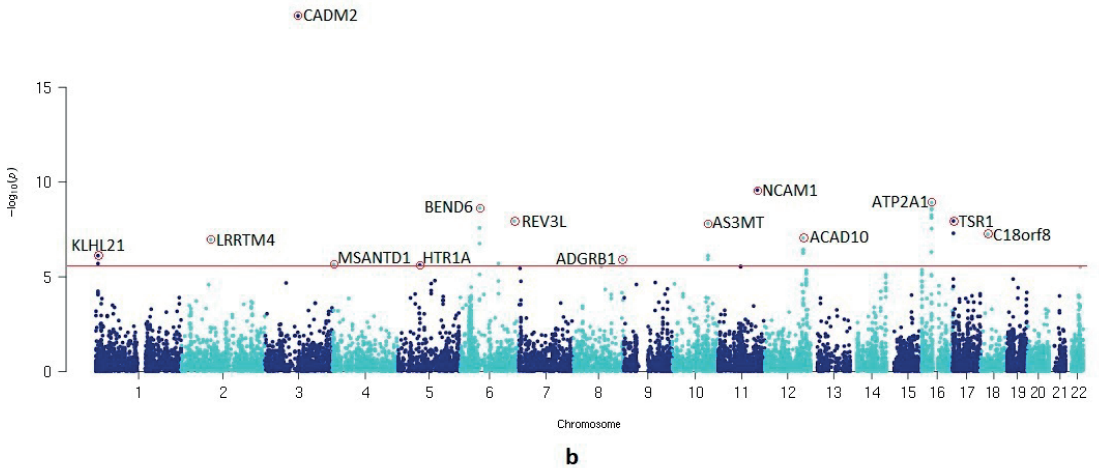 CADM2
15
10
5
0
-log10(p)
NCAM1
ATP2A1
BEND6
REV3L
AS3MT
TSR1
C18orf8
KLHL21
LRRTM4
ACAD10
MSANTD1
HTR1A
ADGRB1
1 2 3 4 5 6 7 8 9 10 11 12 13 14 15 16 17 18 19 20 21 22
Chromosome
b